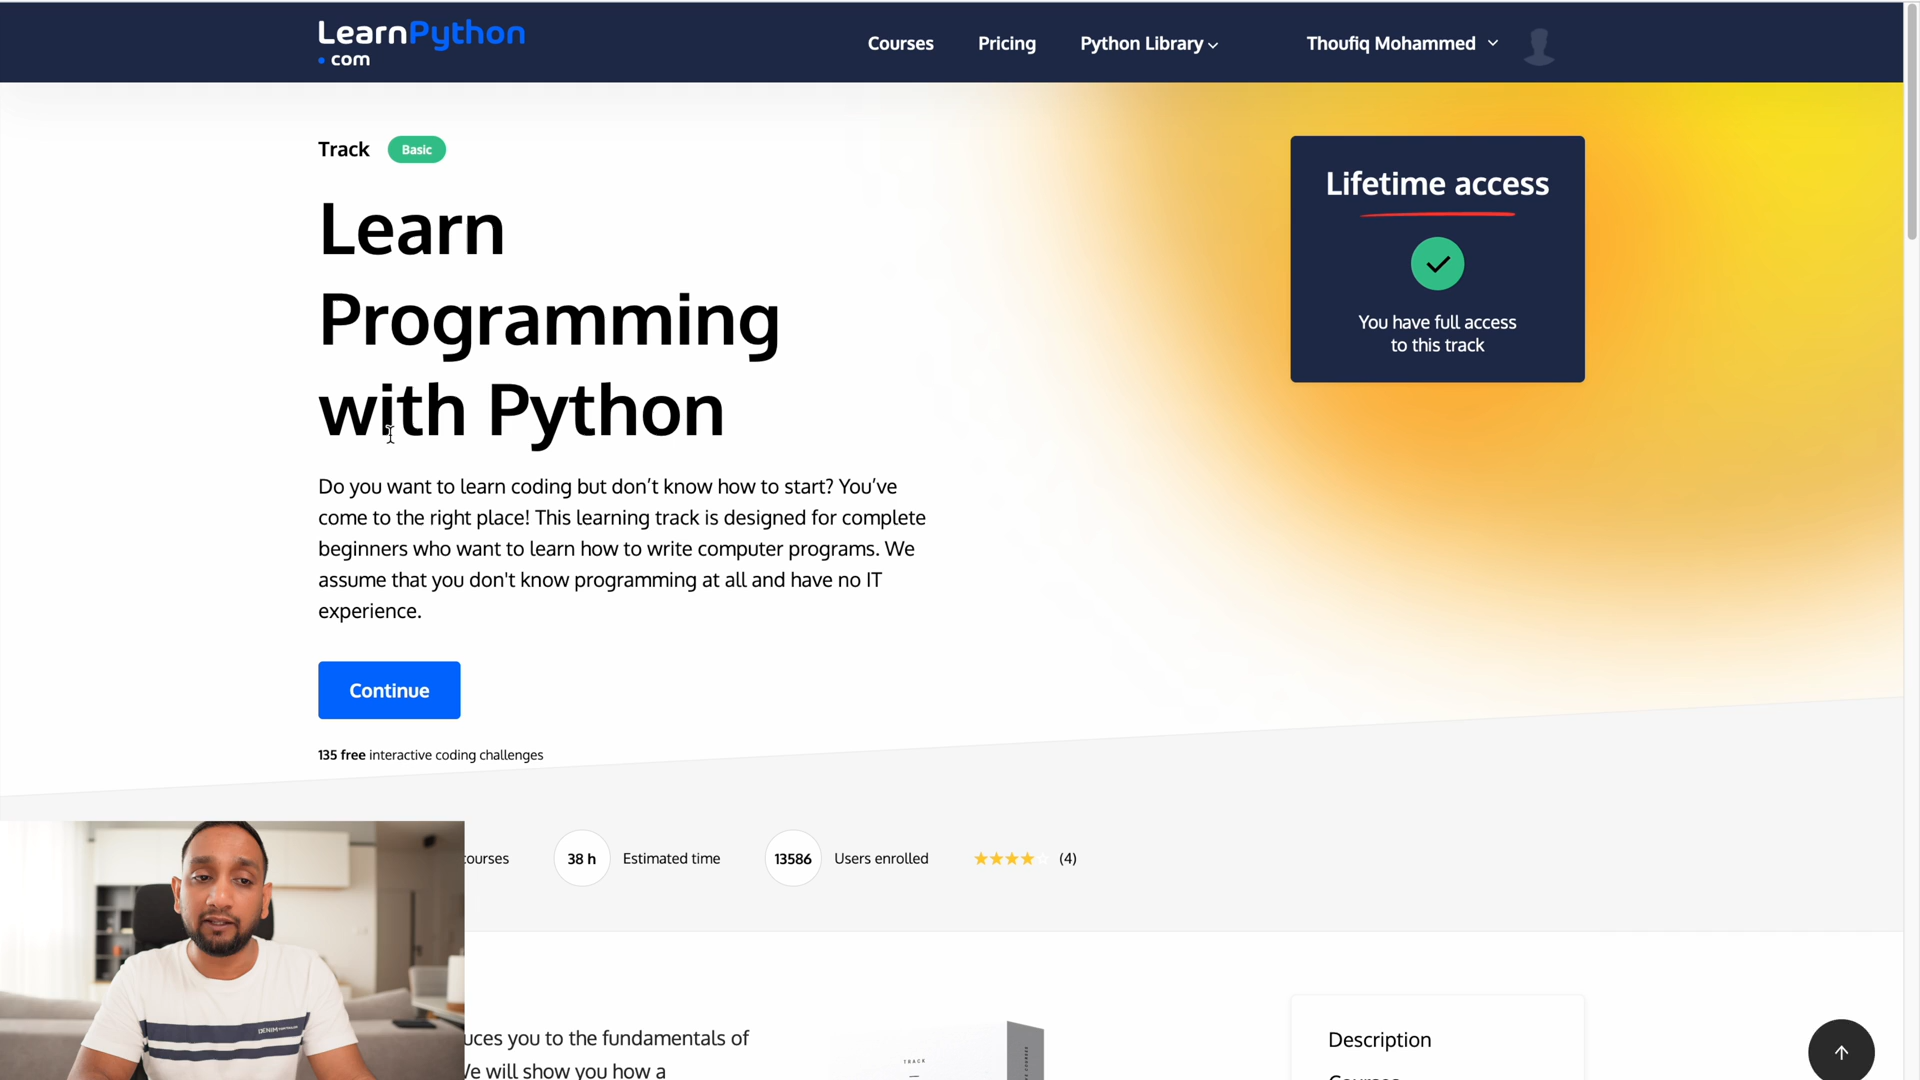 LearnPython
com
Courses
Pricing
Python Library
Thoufiq Mohammed
Track
Basic
Learn
Programming
with Python
Lifetime access
You have full access
to this track
Do you want to learn coding but don’t know how to start? You’ve
come to the right place! This learning track is designed for complete
beginners who want to learn how to write computer programs. We
assume that you don't know programming at all and have no IT
experience.
Continue
135 free interactive coding challenges
courses
38 h
Estimated time
13586
Users enrolled
(4)
uces you to the fundamentals of
We will show you how a
TRACK
Description
Courses
DENIM